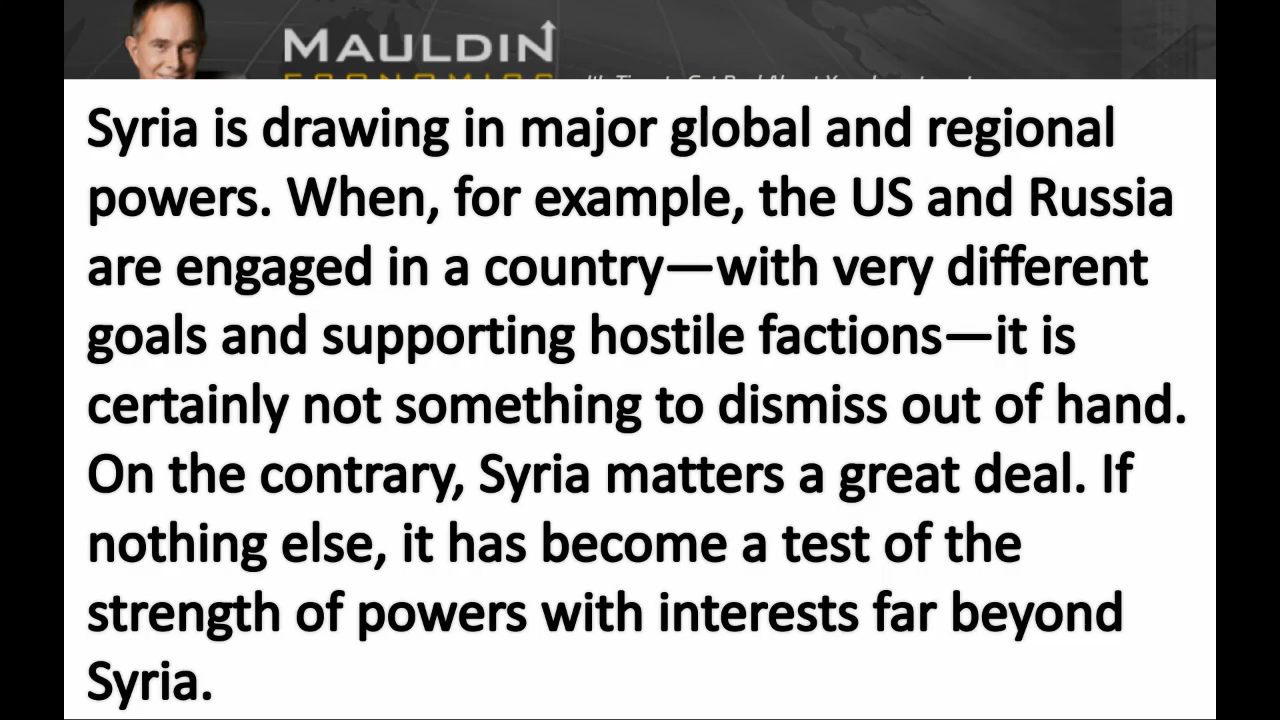 MAULDIN
ECONOMICS
Syria is drawing in major global and regional
powers. When, for example, the US and Russia
are engaged in a country—with very different
goals and supporting hostile factions—it is
certainly not something to dismiss out of hand.
On the contrary, Syria matters a great deal. If
nothing else, it has become a test of the
strength of powers with interests far beyond
Syria.